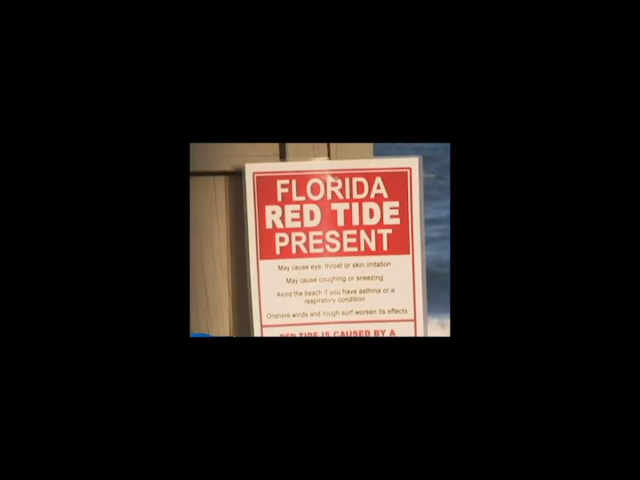 FLORIDA
RED TIDE
PRESENT
May cause eye, throat or skin irritation
May cause coughing or sneezing
Avoid the beach if you have asthma or a
respiratory condition
Onshore winds and rough surf worsen its effects
RED TIDE IS CAUSED BY A